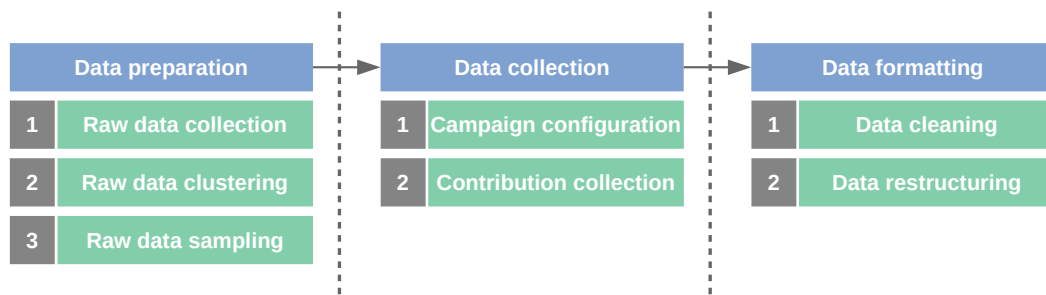 Data preparation
1 Raw data collection
2 Raw data clustering
3 Raw data sampling
Data collection
1 Campaign configuration
2 Contribution collection
Data formatting
1 Data cleaning
2 Data restructuring